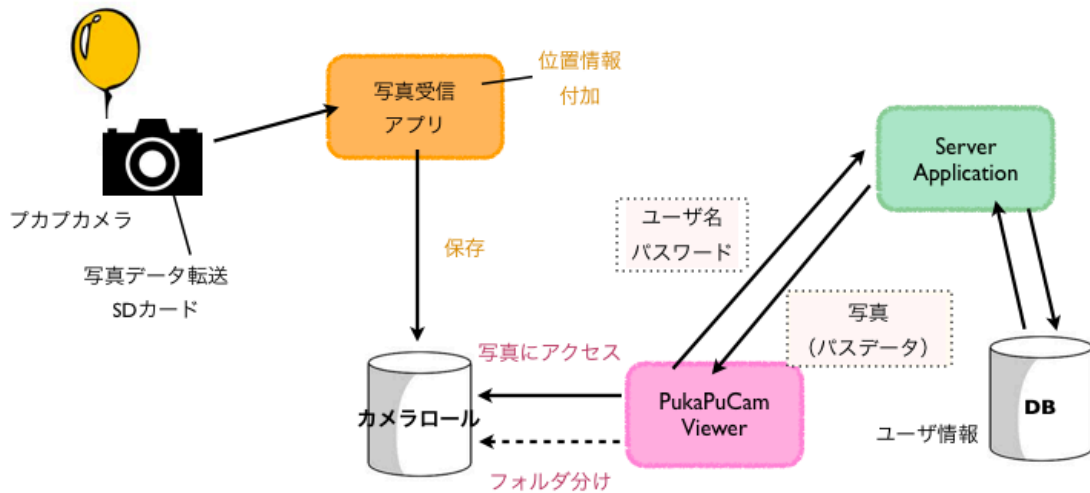 位置情報
付加
写真受信
アプリ
Server
Application
プカプカメラ
ユーザ名
パスワード
写真データ転送
SDカード
保存
写真
（パスデータ）
写真にアクセス
カメラロール
PukaPuCam
Viewer
DB
ユーザ情報
フォルダ分け